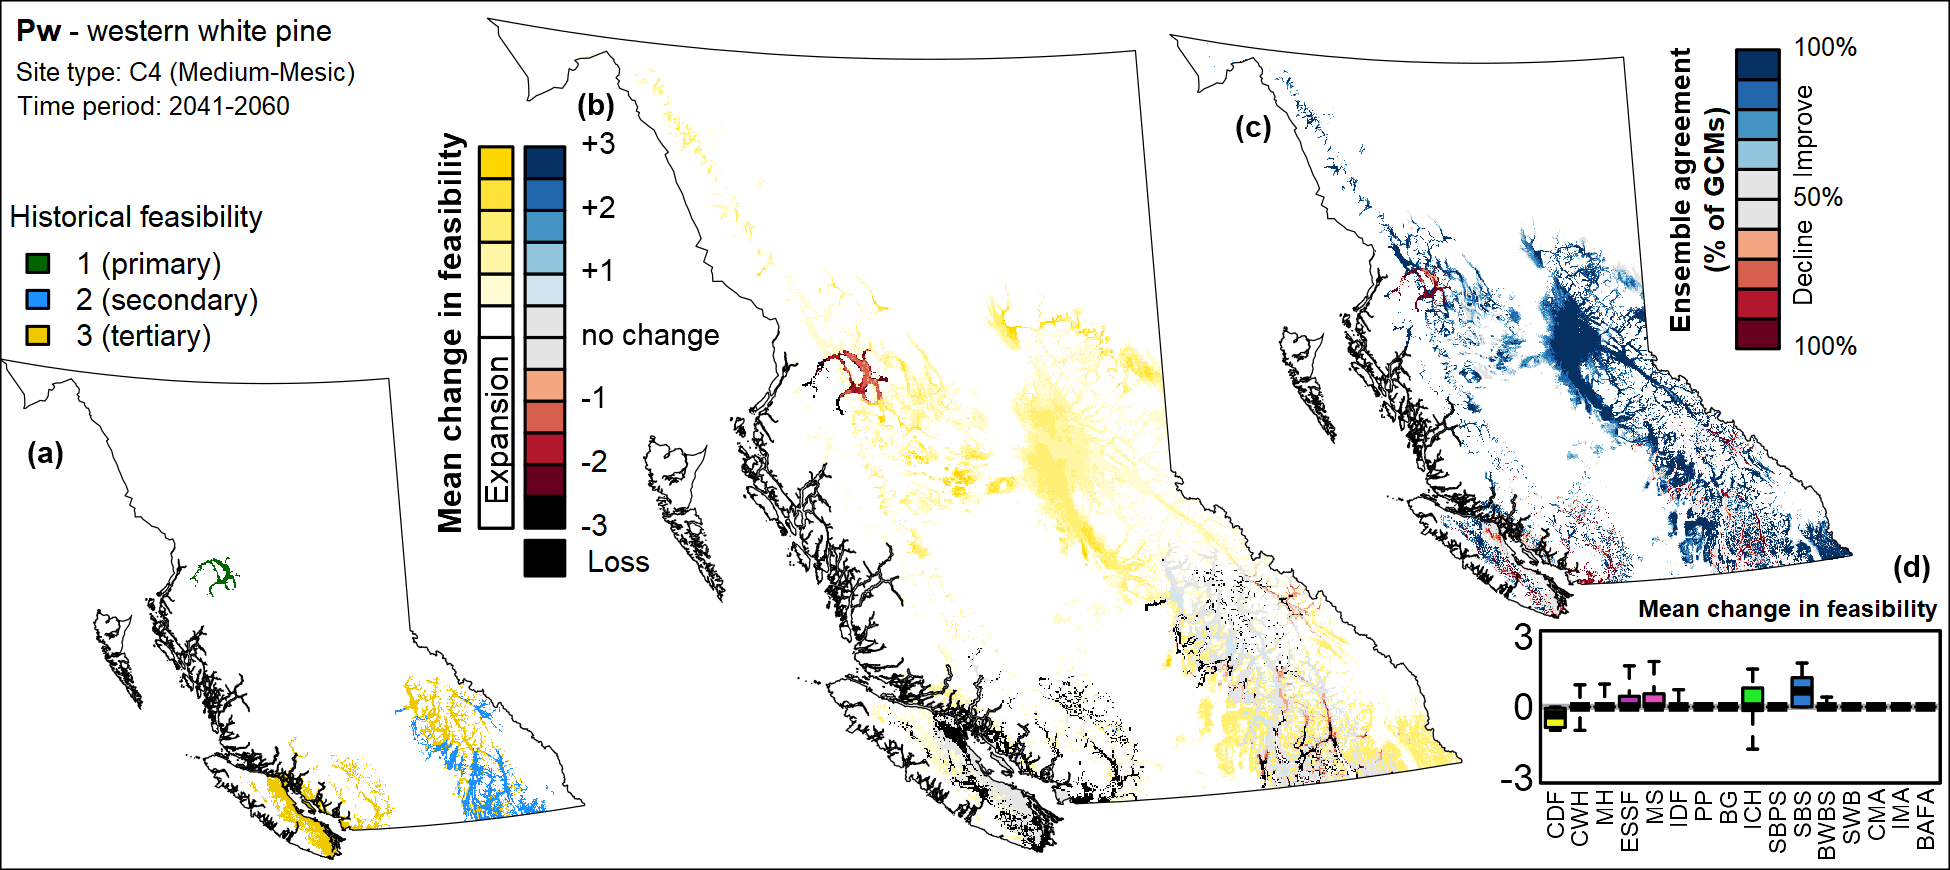 Pw - western white pine
Site type: C4 (Medium-Mesic)
Time period: 2041-2060
Historical feasibility
1 (primary)
2 (secondary)
3 (tertiary)
(a)
(b)
Mean change in feasibility
Expansion
+3
+2
+1
no change
-1
-2
-3
Loss
(c)
Ensemble agreement
(% of GCMs)
100%
Improve
50%
Decline
100%
(d)
Mean change in feasibility
3
0
-3
CDF
CWH
MH
ESSF
MS
IDF
PP
BG
ICH
SBPS
SBS
BWBS
SWB
CMA
IMA
BAFA